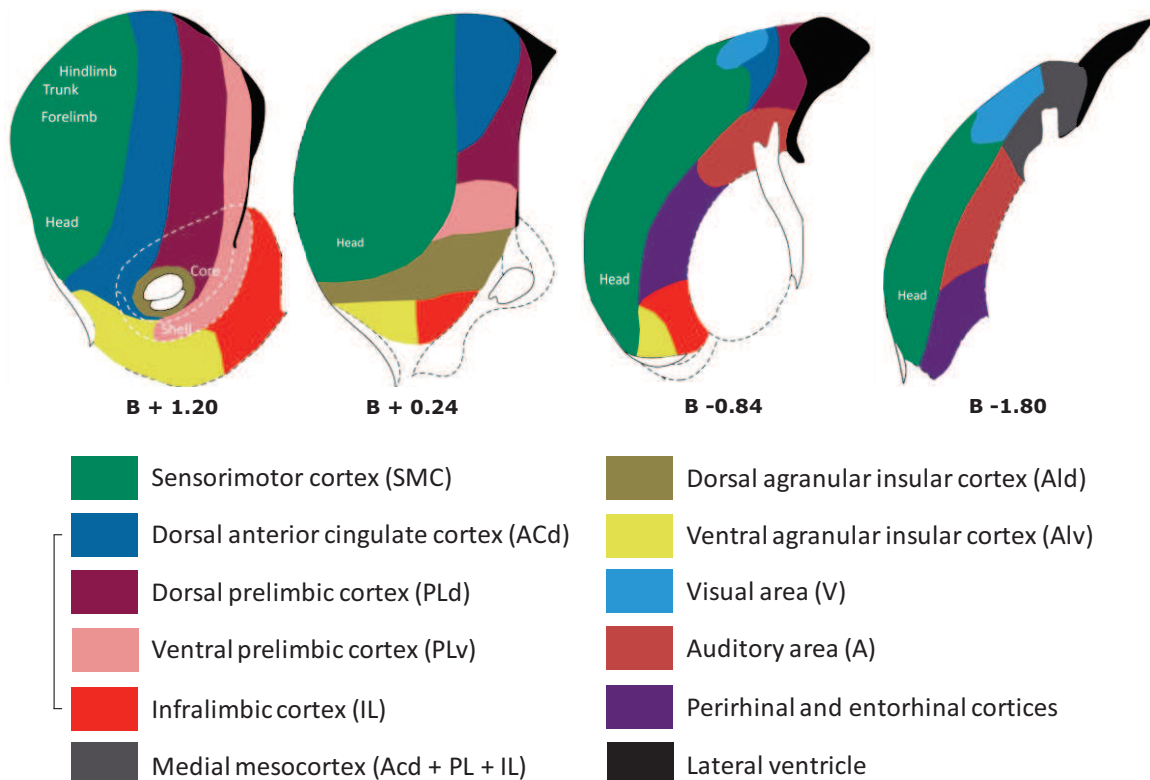 Hindlimb
Trunk
Forelimb
Head
Core
Shell
Head
Head
Head
B + 1.20
B + 0.24
B -0.84
B -1.80
Sensorimotor cortex (SMC)
Dorsal anterior cingulate cortex (ACd)
Dorsal prelimbic cortex (PLd)
Ventral prelimbic cortex (PLv)
Infralimbic cortex (IL)
Medial mesocortex (Acd + PL + IL)
Dorsal agranular insular cortex (Ald)
Ventral agranular insular cortex (Alv)
Visual area (V)
Auditory area (A)
Perirhinal and entorhinal cortices
Lateral ventricle